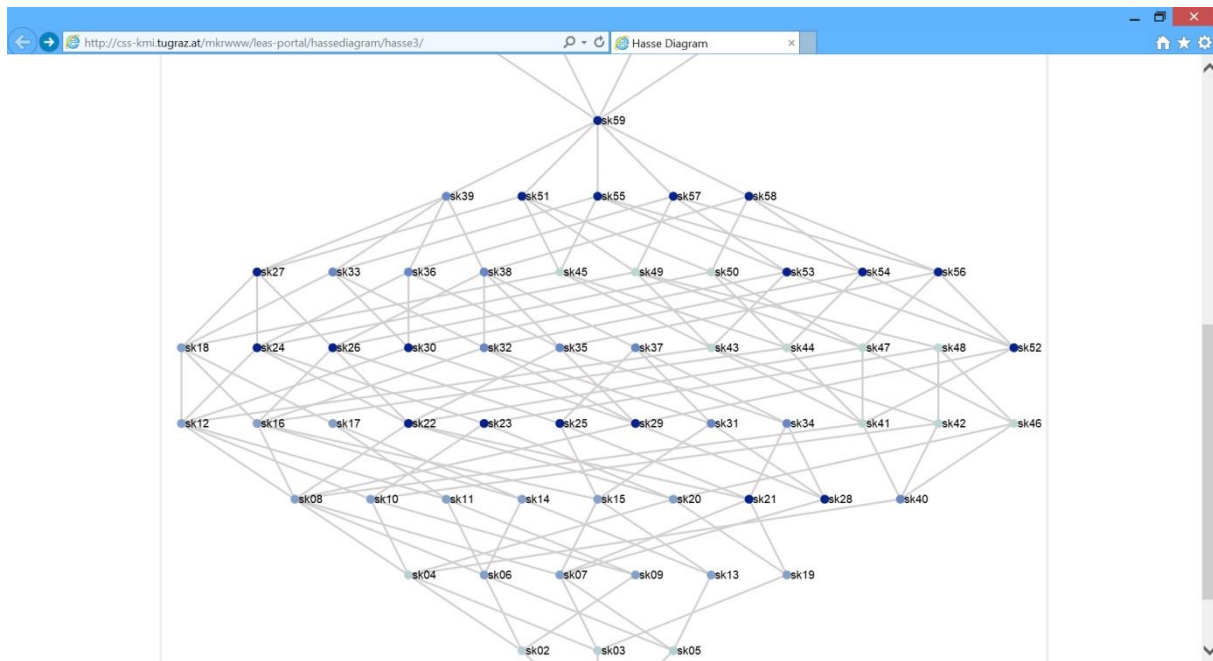 http://css-kmi.tugraz.at/mkrwww/leas-portal/hassediagram/hasse3/ Hasse Diagram
sk59
sk39 sk51 sk55 sk57 sk58
sk27 sk33 sk36 sk38 sk45 sk49 sk50 sk53 sk54 sk56
sk18 sk24 sk26 sk30 sk32 sk35 sk37 sk43 sk44 sk47 sk48 sk52
sk12 sk16 sk17 sk22 sk23 sk25 sk29 sk31 sk34 sk41 sk42 sk46
sk08 sk10 sk11 sk14 sk15 sk20 sk21 sk28 sk40
sk04 sk06 sk07 sk09 sk13 sk19
sk02 sk03 sk05